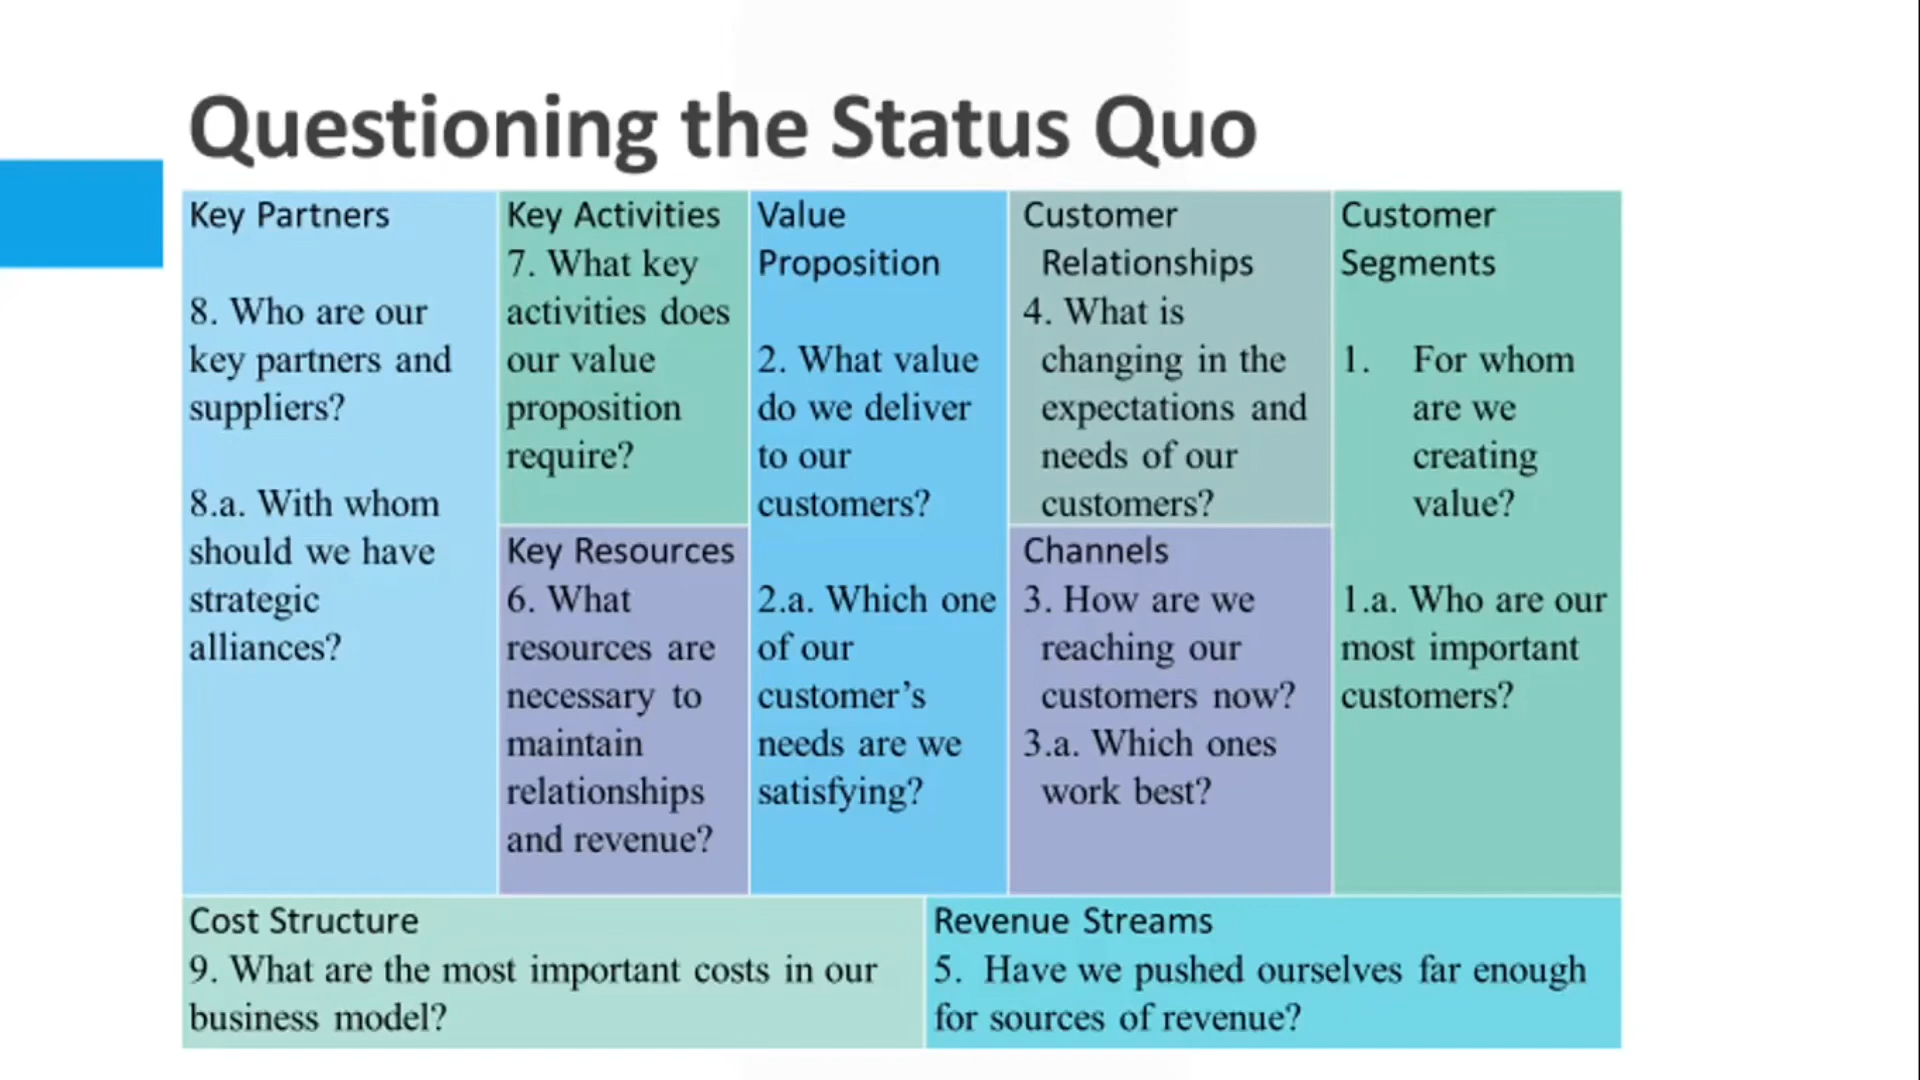 Questioning the Status Quo
Key Partners
8. Who are our
key partners and
suppliers?
8.a. With whom
should we have
strategic
alliances?
Key Activities
7. What key
activities does
our value
proposition
require?
Key Resources
6. What
resources are
necessary to
maintain
relationships
and revenue?
Value
Proposition
2. What value
do we deliver
to our
customers?
2.a. Which one
of our
customer’s
needs are we
satisfying?
Customer
Relationships
4. What is
changing in the
expectations and
needs of our
customers?
Channels
3. How are we
reaching our
customers now?
3.a. Which ones
work best?
Customer
Segments
1. For whom
are we
creating
value?
1.a. Who are our
most important
customers?
Cost Structure
9. What are the most important costs in our
business model?
Revenue Streams
5. Have we pushed ourselves far enough
for sources of revenue?